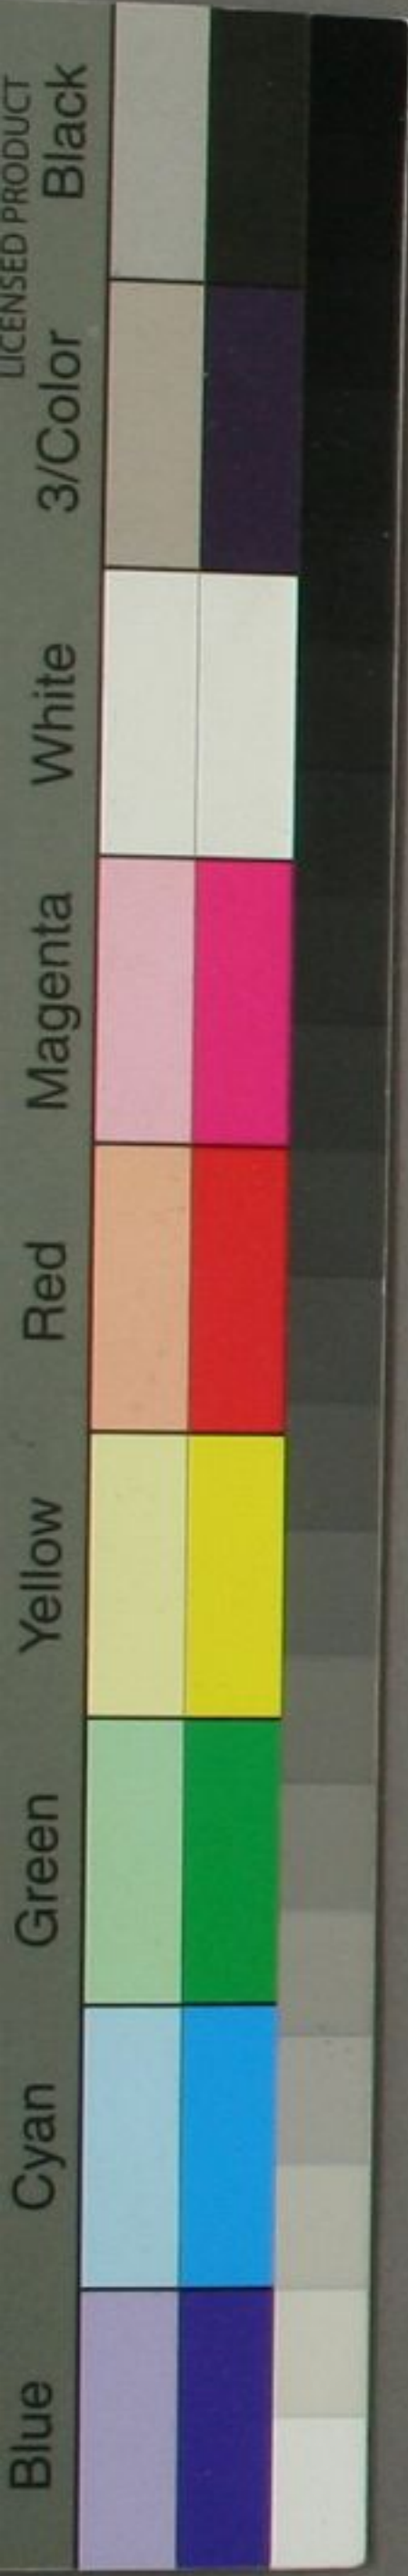 LICENSED PRODUCT
Blue
Cyan
Green
Yellow
Red
Magenta
White
3/Color
Black